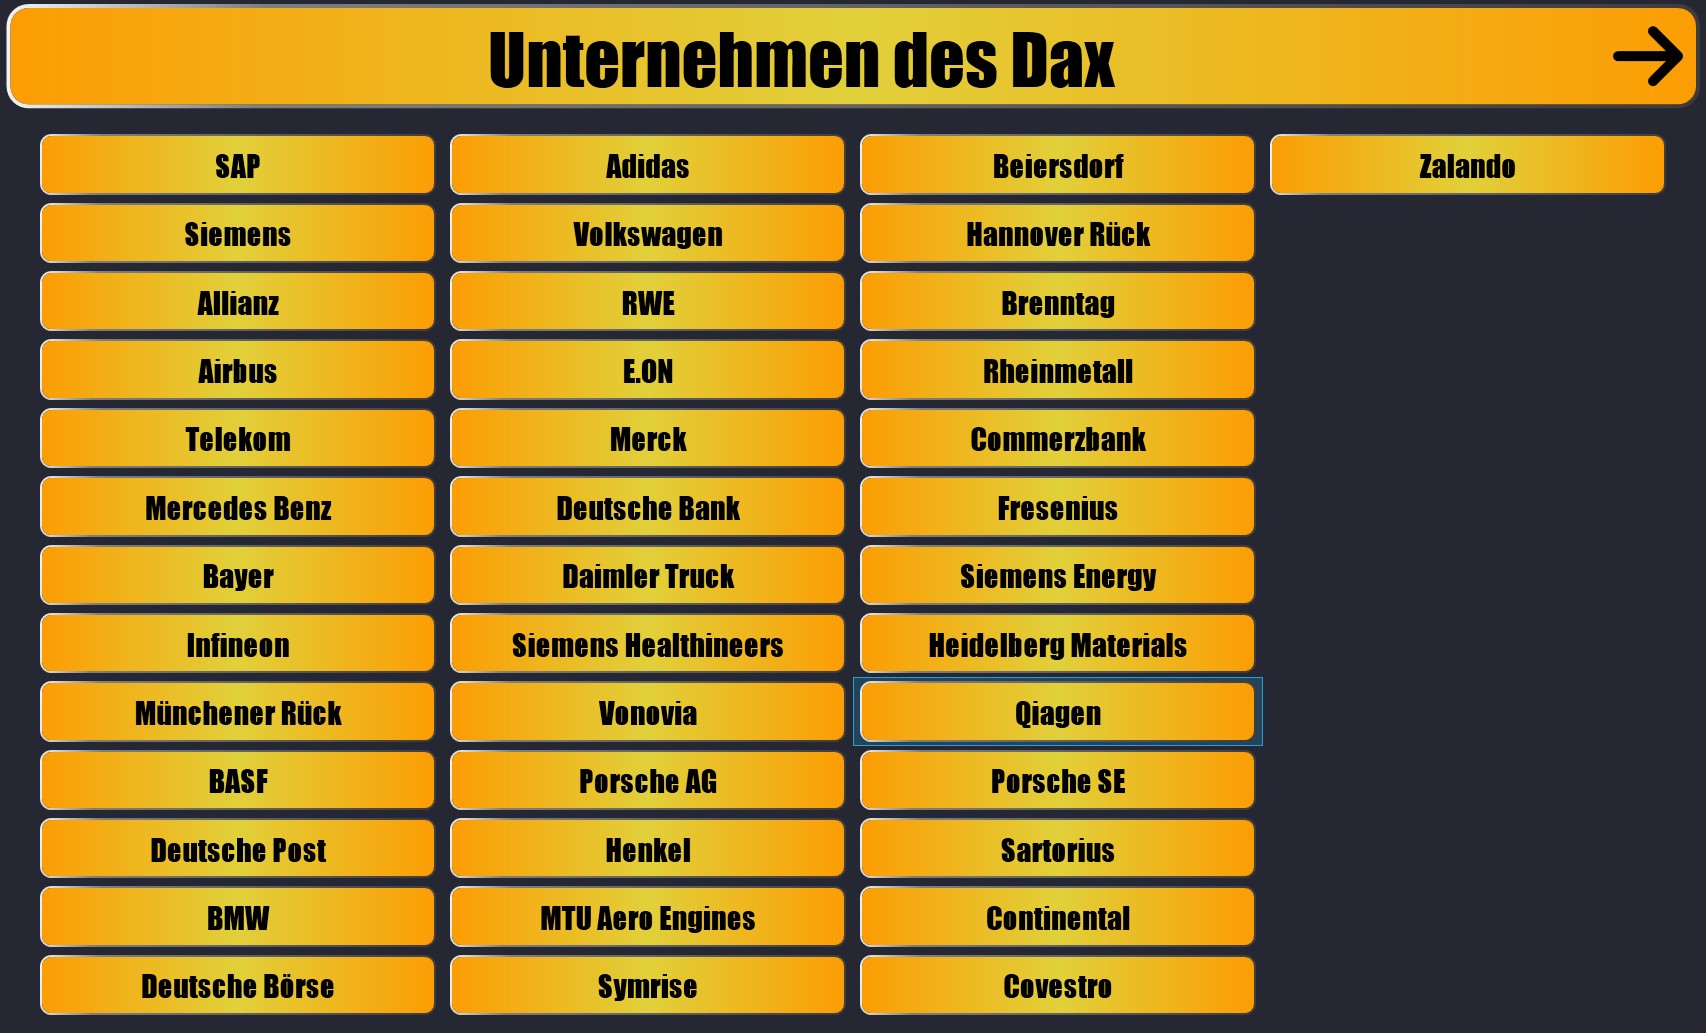 Unternehmen des Dax
SAP
Siemens
Allianz
Airbus
Telekom
Mercedes Benz
Bayer
Infineon
Münchener Rück
BASF
Deutsche Post
BMW
Deutsche Börse
Adidas
Volkswagen
RWE
E.ON
Merck
Deutsche Bank
Daimler Truck
Siemens Healthineers
Vonovia
Porsche AG
Henkel
MTU Aero Engines
Symrise
Beiersdorf
Hannover Rück
Brenntag
Rheinmetall
Commerzbank
Fresenius
Siemens Energy
Heidelberg Materials
Qiagen
Porsche SE
Sartorius
Continental
Covestro
Zalando